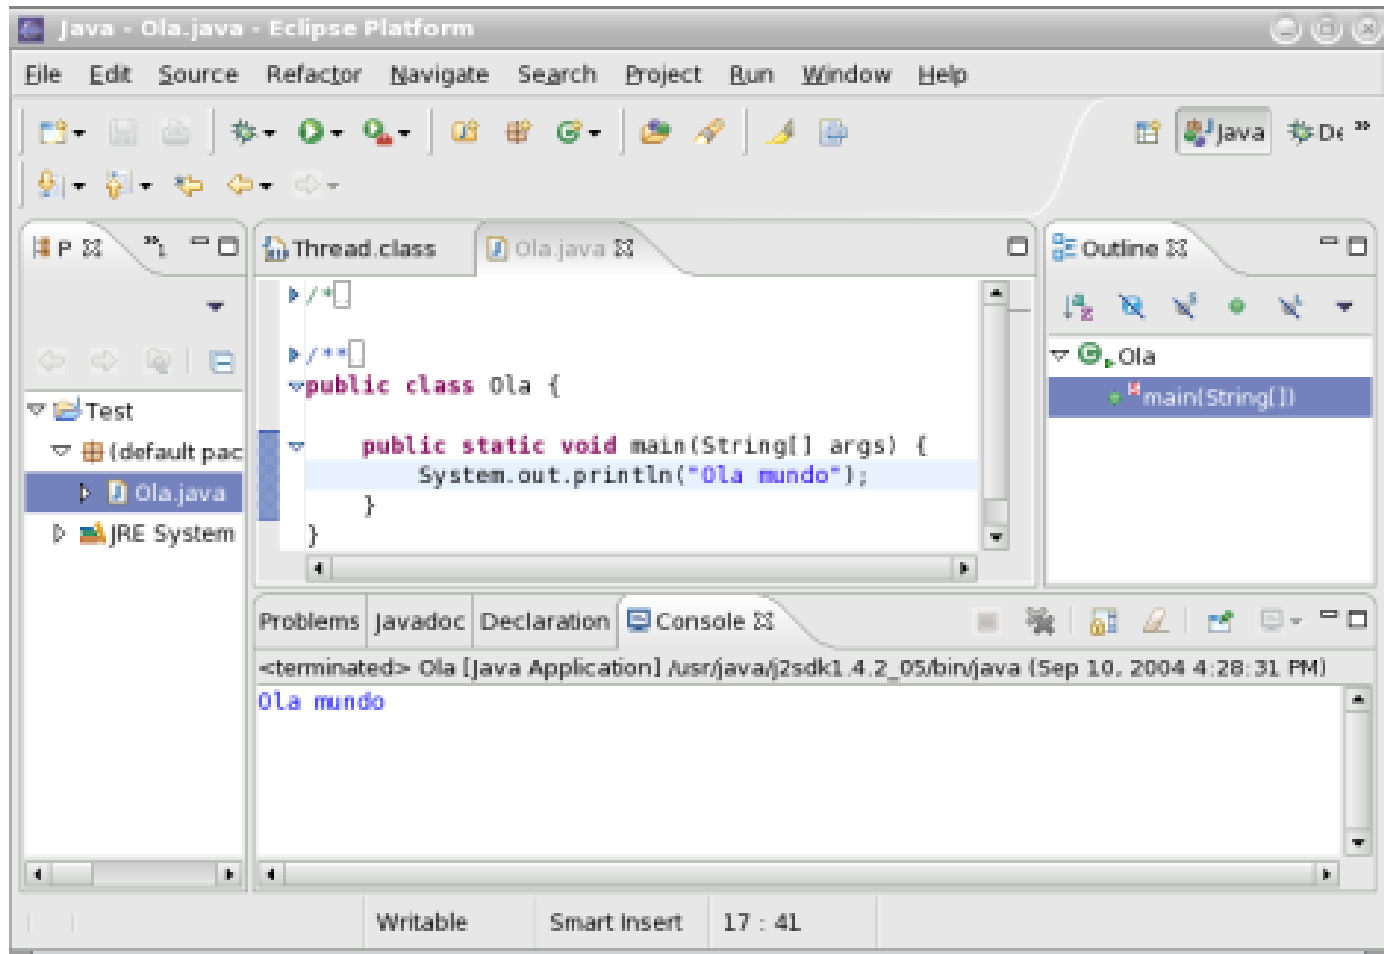 Java - Ola.java - Eclipse Platform
File Edit Source Refactor Navigate Search Project Run Window Help
Java De »
P »1
Thread.class Ola.java
Outline
/*
/**
public class Ola {
public static void main(String[] args) {
System.out.println("Ola mundo");
}
}
Test
(default pac
Ola.java
JRE System
Ola
main(String[])
Problems Javadoc Declaration Console
<terminated> Ola [Java Application] /usr/java/j2sdk1.4.2_05/bin/java (Sep 10, 2004 4:28:31 PM)
Ola mundo
Writable Smart Insert 17 : 41